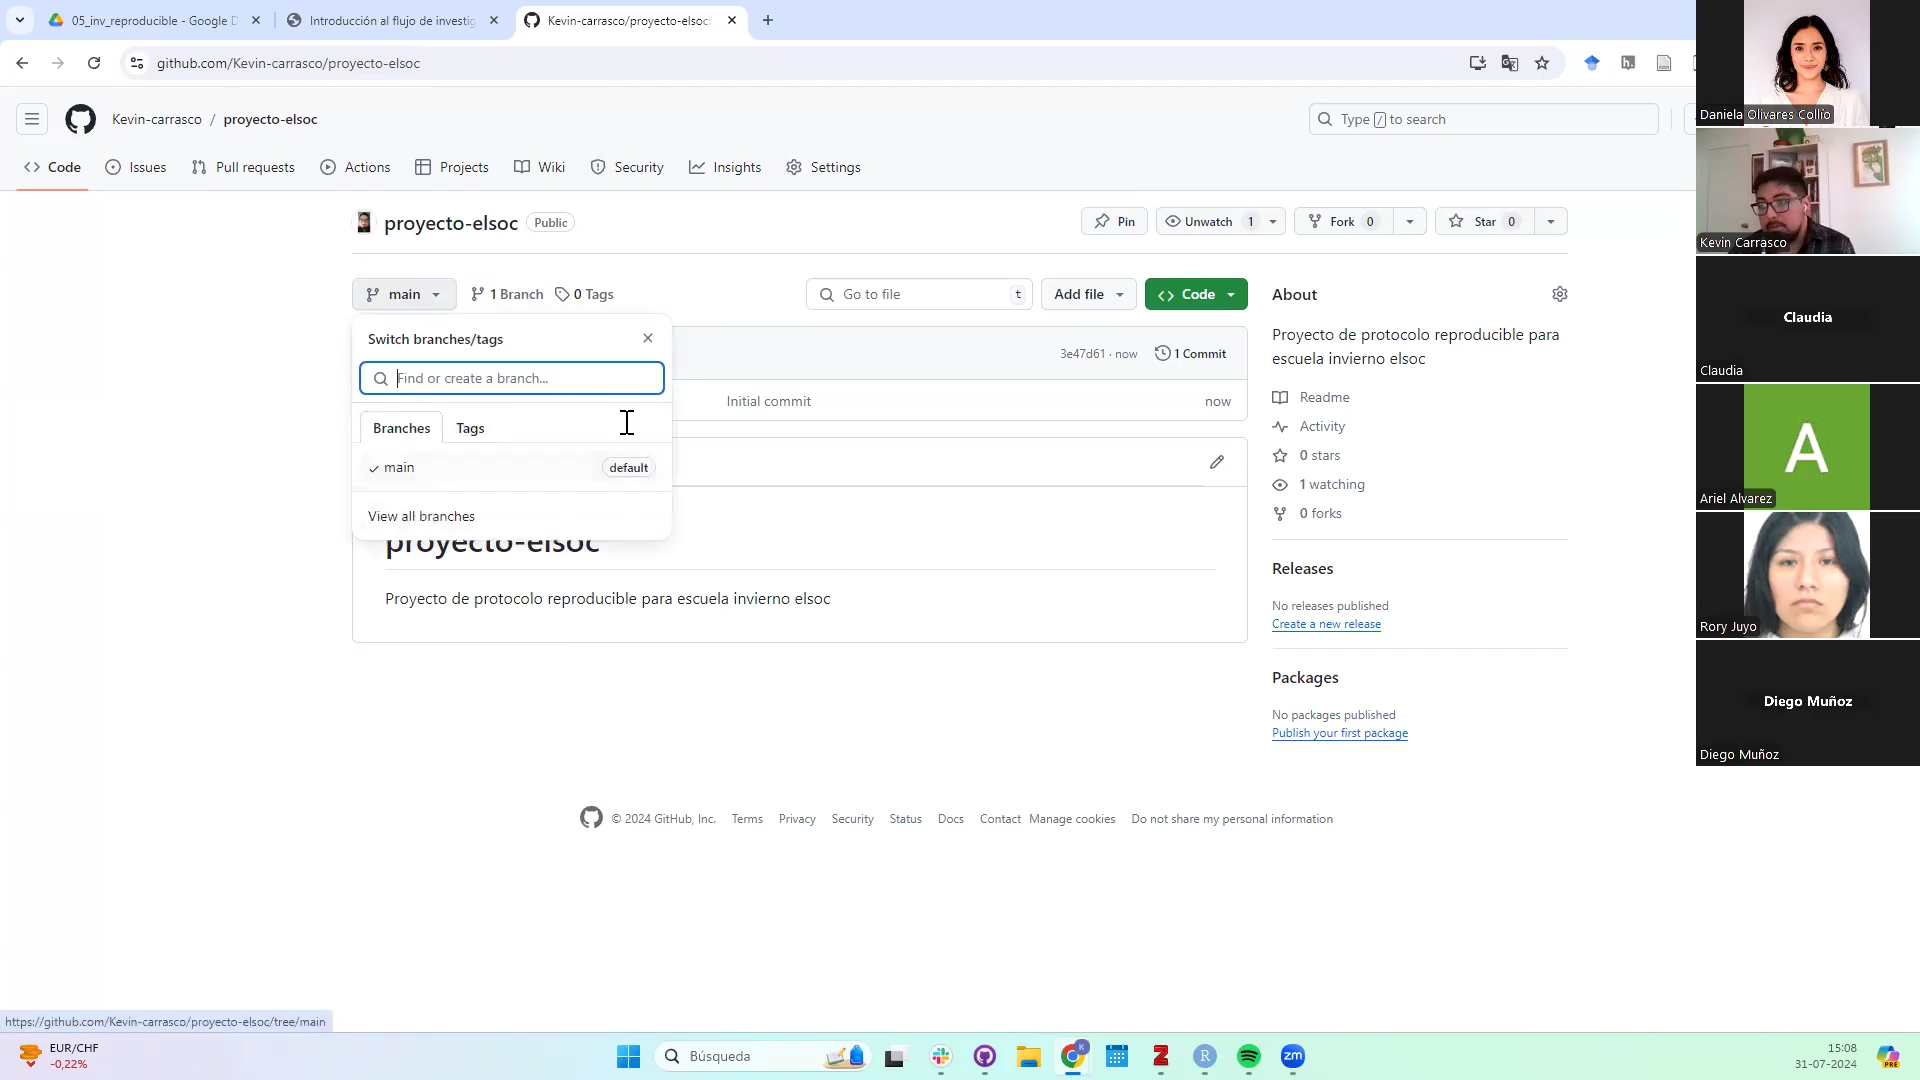 05_inv_reproducible - Google D
Introducción al flujo de investig
Kevin-carrasco/proyecto-elsoc:
github.com/Kevin-carrasco/proyecto-elsoc
Kevin-carrasco / proyecto-elsoc
Type / to search
Code
Issues
Pull requests
Actions
Projects
Wiki
Security
Insights
Settings
proyecto-elsoc
Public
Pin
Unwatch 1
Fork 0
Star 0
main
1 Branch
0 Tags
Go to file
t
Add file
Code
Switch branches/tags
Find or create a branch...
Branches
Tags
main
default
View all branches
3e47d61 · now
1 Commit
Initial commit
now
proyecto-elsoc
Proyecto de protocolo reproducible para escuela invierno elsoc
About
Proyecto de protocolo reproducible para
escuela invierno elsoc
Readme
Activity
0 stars
1 watching
0 forks
Releases
No releases published
Create a new release
Packages
No packages published
Publish your first package
© 2024 GitHub, Inc.
Terms
Privacy
Security
Status
Docs
Contact
Manage cookies
Do not share my personal information
https://github.com/Kevin-carrasco/proyecto-elsoc/tree/main
Daniela Olivares Collío
Kevin Carrasco
Claudia
Claudia
A
Ariel Alvarez
Rory Juyo
Diego Muñoz
Diego Muñoz
EUR/CHF
-0,22%
Búsqueda
K
Z
R
zm
15:08
31-07-2024
PRE